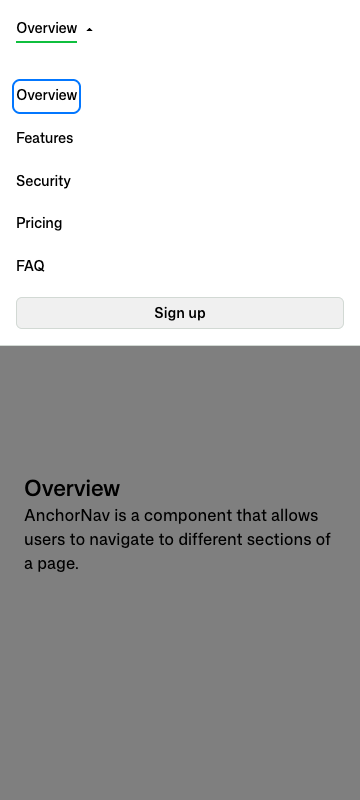 Overview
Overview
Features
Security
Pricing
FAQ
Sign up
Overview
AnchorNav is a component that allows
users to navigate to different sections of
a page.